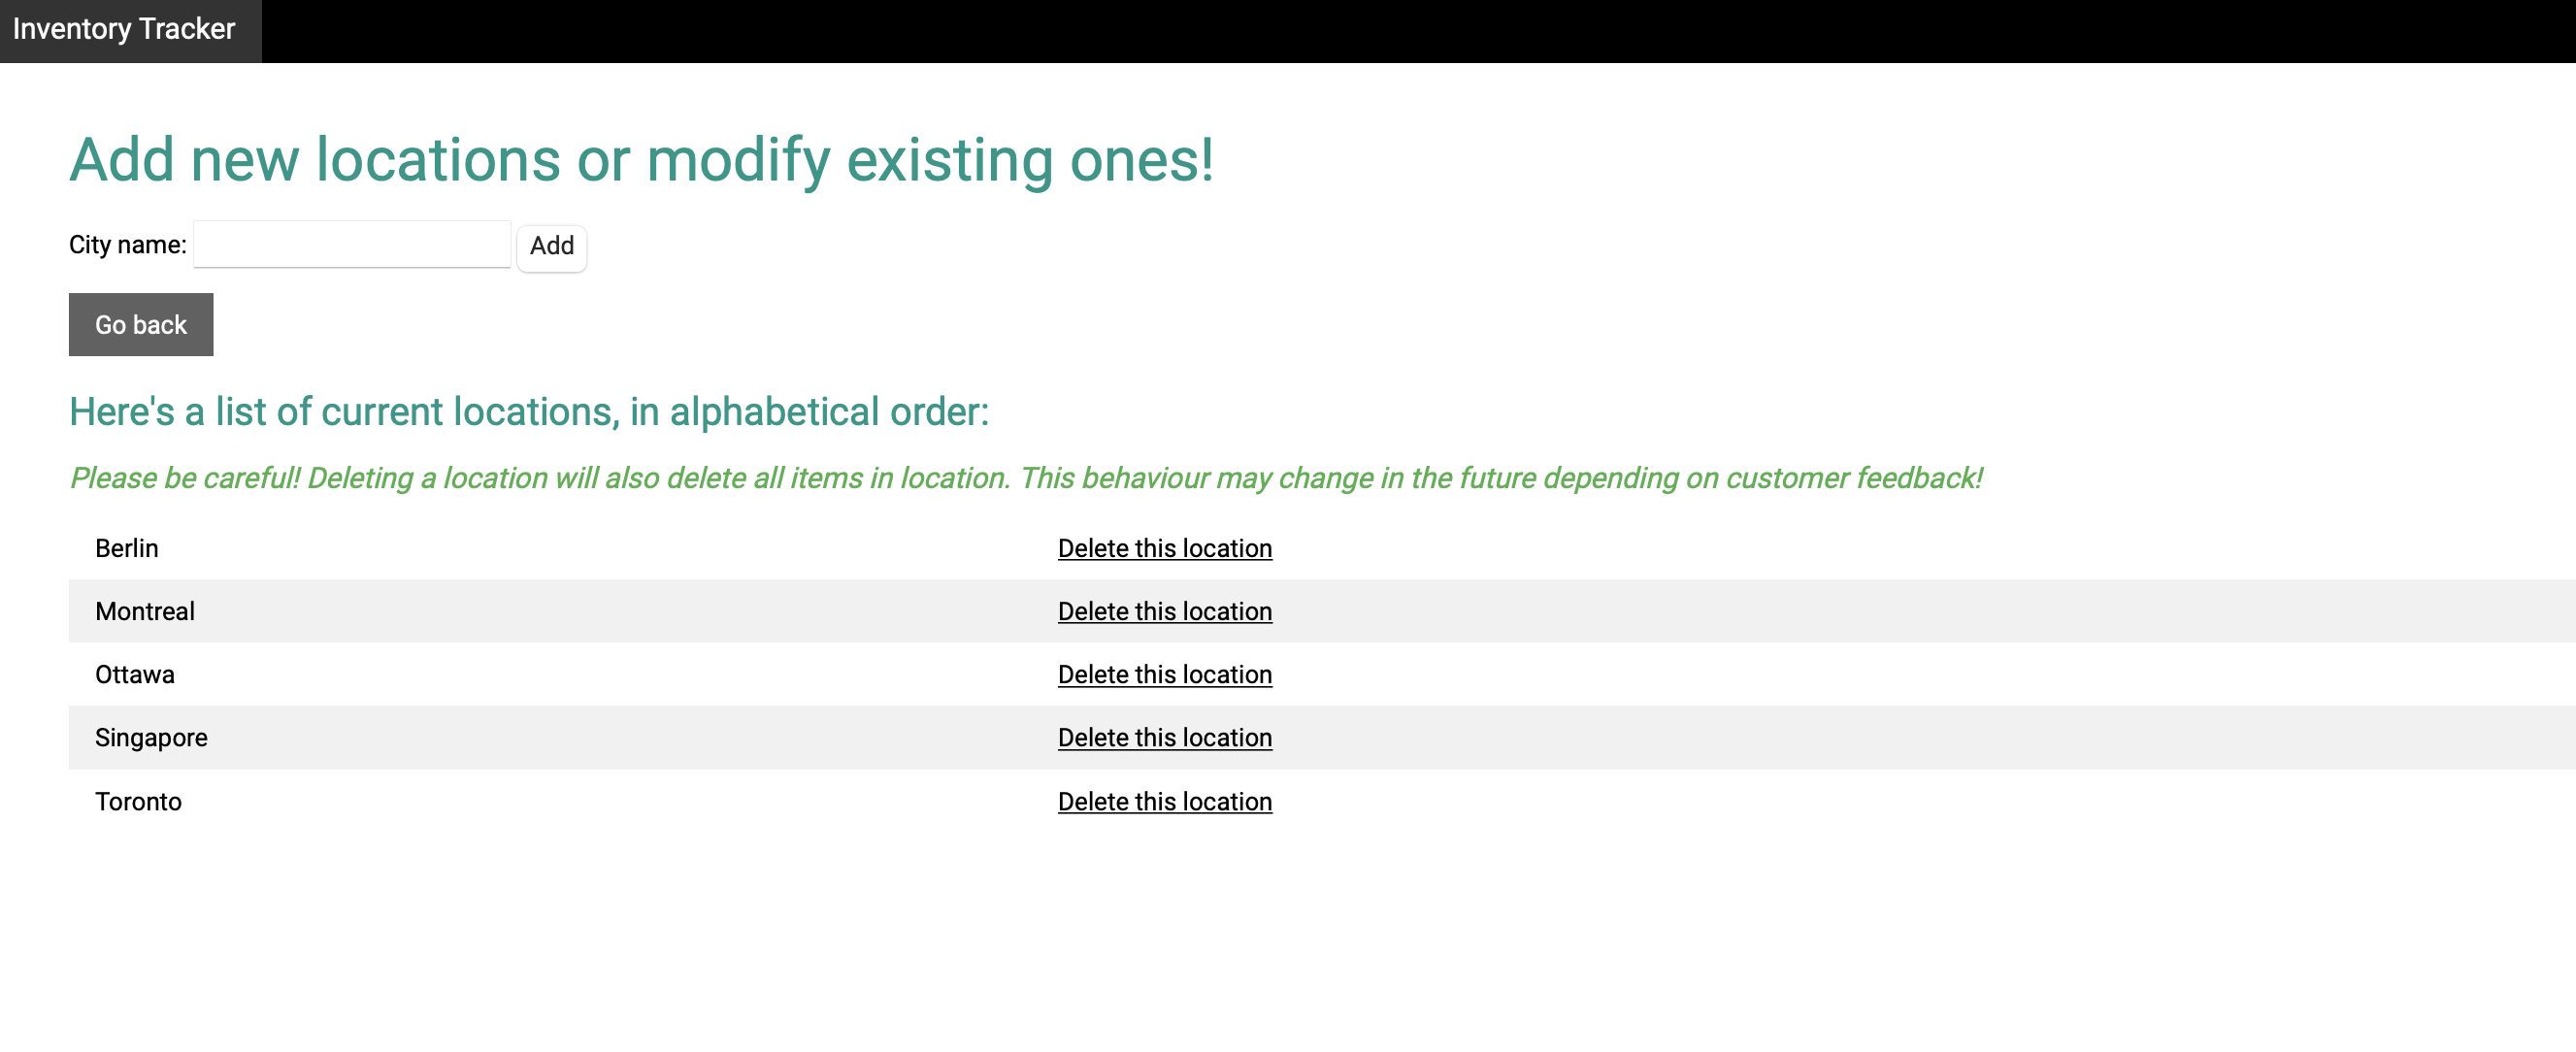 Inventory Tracker
Add new locations or modify existing ones!
City name: Add
Go back
Here's a list of current locations, in alphabetical order:
Please be careful! Deleting a location will also delete all items in location. This behaviour may change in the future depending on customer feedback!
Berlin Delete this location
Montreal Delete this location
Ottawa Delete this location
Singapore Delete this location
Toronto Delete this location